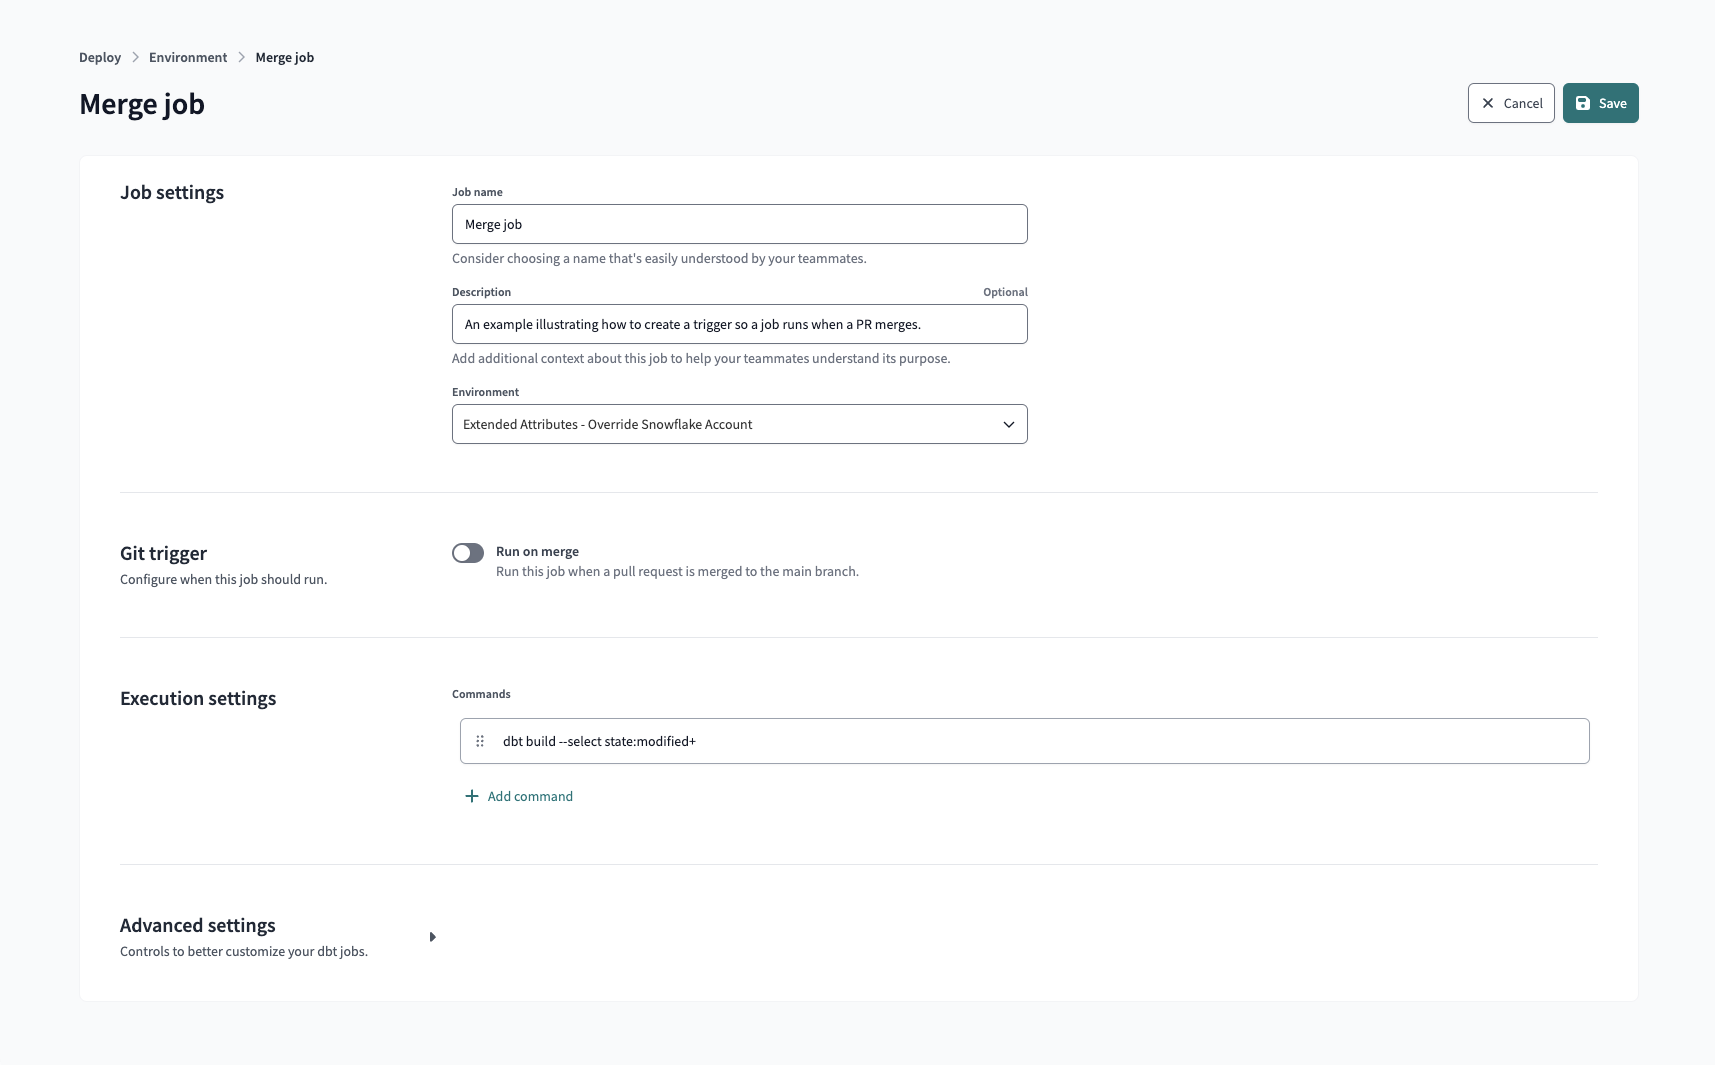 Deploy > Environment > Merge job
Merge job
Cancel
Save
Job settings
Job name
Merge job
Consider choosing a name that's easily understood by your teammates.
Description Optional
An example illustrating how to create a trigger so a job runs when a PR merges.
Add additional context about this job to help your teammates understand its purpose.
Environment
Extended Attributes - Override Snowflake Account
Git trigger
Configure when this job should run.
Run on merge
Run this job when a pull request is merged to the main branch.
Execution settings
Commands
dbt build --select state:modified+
Add command
Advanced settings
Controls to better customize your dbt jobs.